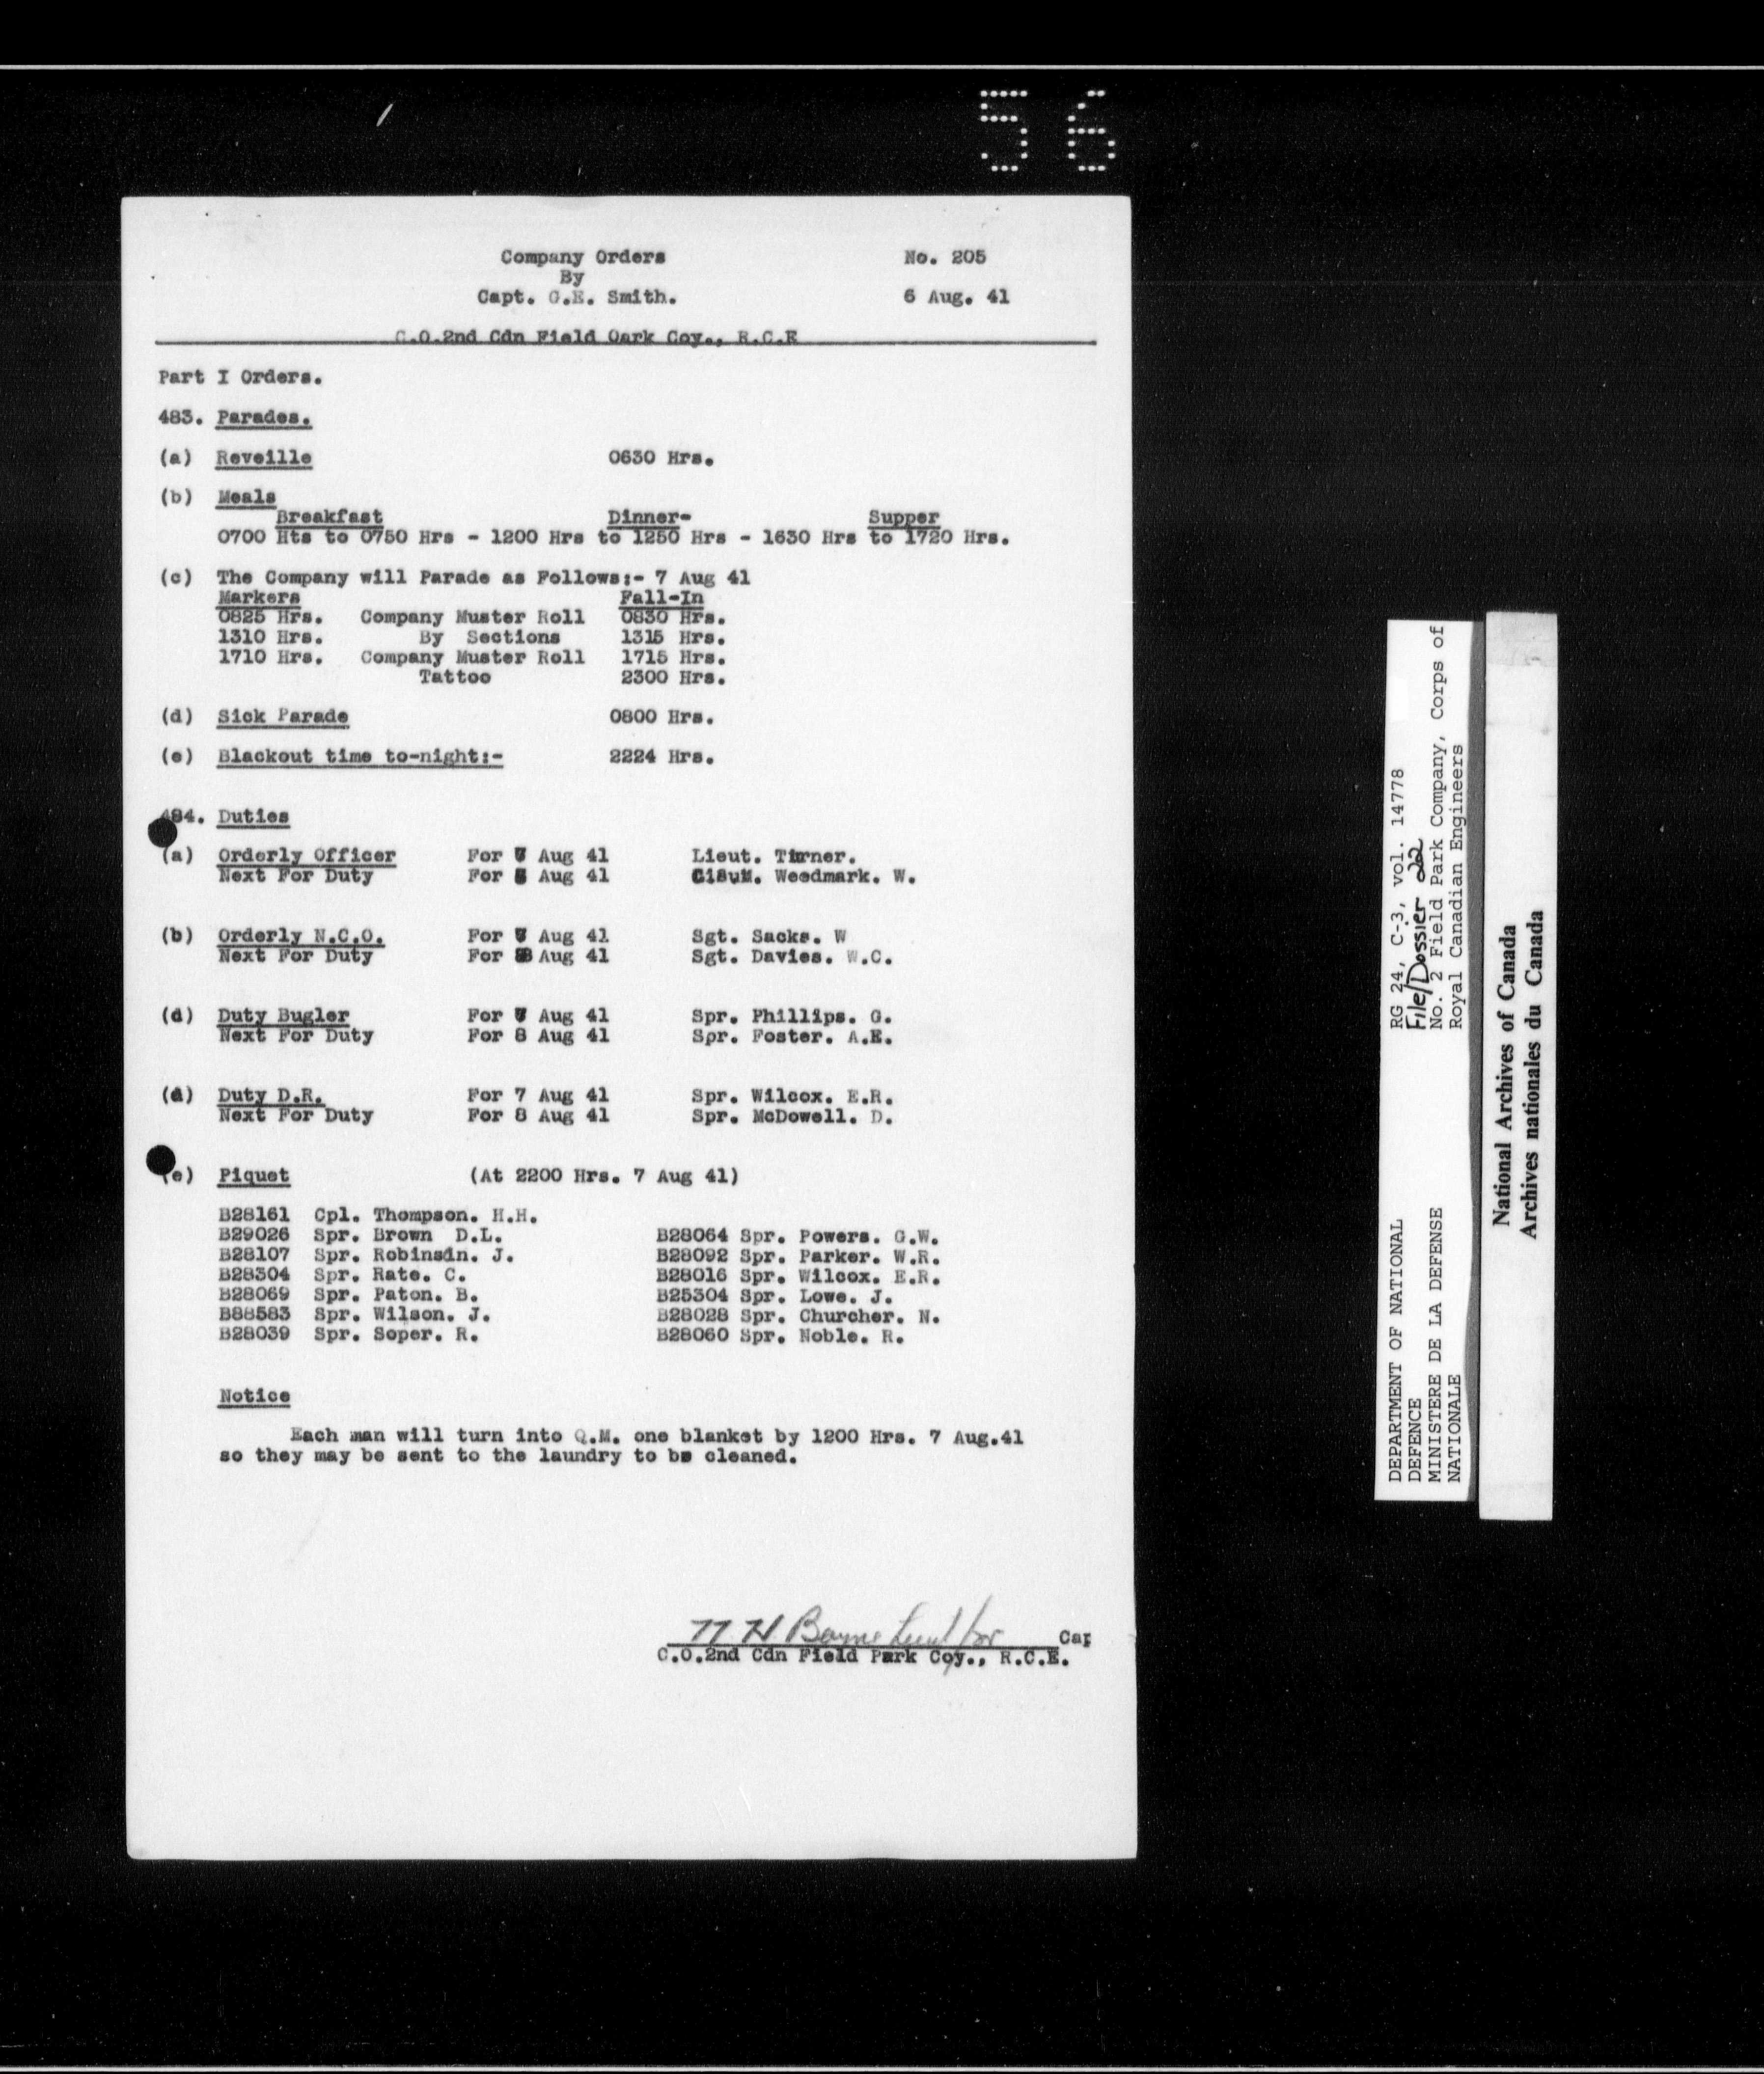 56
Company Orders No. 205
By
Capt. G.E. Smith. 6 Aug. 41
C.O.2nd Cdn Field Oark Coy., R.C.E
Part I Orders.
483. Parades.
(a) Reveille 0630 Hrs.
(b) Meals
Breakfast Dinner- Supper
0700 Hts to 0750 Hrs - 1200 Hrs to 1250 Hrs - 1630 Hrs to 1720 Hrs.
(c) The Company will Parade as Follows:- 7 Aug 41
Markers Fall-In
0825 Hrs. Company Muster Roll 0830 Hrs.
1310 Hrs. By Sections 1315 Hrs.
1710 Hrs. Company Muster Roll 1715 Hrs.
Tattoo 2300 Hrs.
(d) Sick Parade 0800 Hrs.
(e) Blackout time to-night:- 2224 Hrs.
484. Duties
(a) Orderly Officer For 7 Aug 41 Lieut. Turner.
Next For Duty For Aug 41 Weedmark. W.
(b) Orderly N.C.O. For 7 Aug 41 Sgt. Sacks. W
Next For Duty For 8 Aug 41 Sgt. Davies. W.C.
(d) Duty Bugler For 7 Aug 41 Spr. Phillips. G.
Next For Duty For 8 Aug 41 Spr. Foster. A.E.
(d) Duty D.R. For 7 Aug 41 Spr. Wilcox. E.R.
Next For Duty For 8 Aug 41 Spr. McDowell. D.
(e) Piquet (At 2200 Hrs. 7 Aug 41)
B28161 Cpl. Thompson. H.H.
B29026 Spr. Brown D.L. B28064 Spr. Powers. G.W.
B28107 Spr. Robinson. J. B28092 Spr. Parker. W.R.
B28304 Spr. Rate. C. B28016 Spr. Wilcox. E.R.
B28069 Spr. Paton. B. B25304 Spr. Lowe. J.
B88583 Spr. Wilson. J. B28028 Spr. Churcher. N.
B28039 Spr. Soper. R. B28060 Spr. Noble. R.
Notice
Each man will turn into Q.M. one blanket by 1200 Hrs. 7 Aug.41
so they may be sent to the laundry to be cleaned.
Lieut for Cap
C.O.2nd Cdn Field Park Coy., R.C.E.
DEPARTMENT OF NATIONAL RG 24, C-3, vol. 14778
DEFENCE File/Dossier 22
MINISTERE DE LA DEFENSE No. 2 Field Park Company, Corps of
NATIONALE Royal Canadian Engineers
National Archives of Canada
Archives nationales du Canada